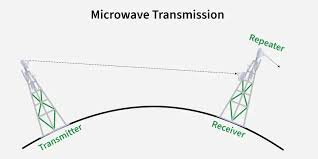 Microwave Transmission
Repeater
Transmitter
Receiver